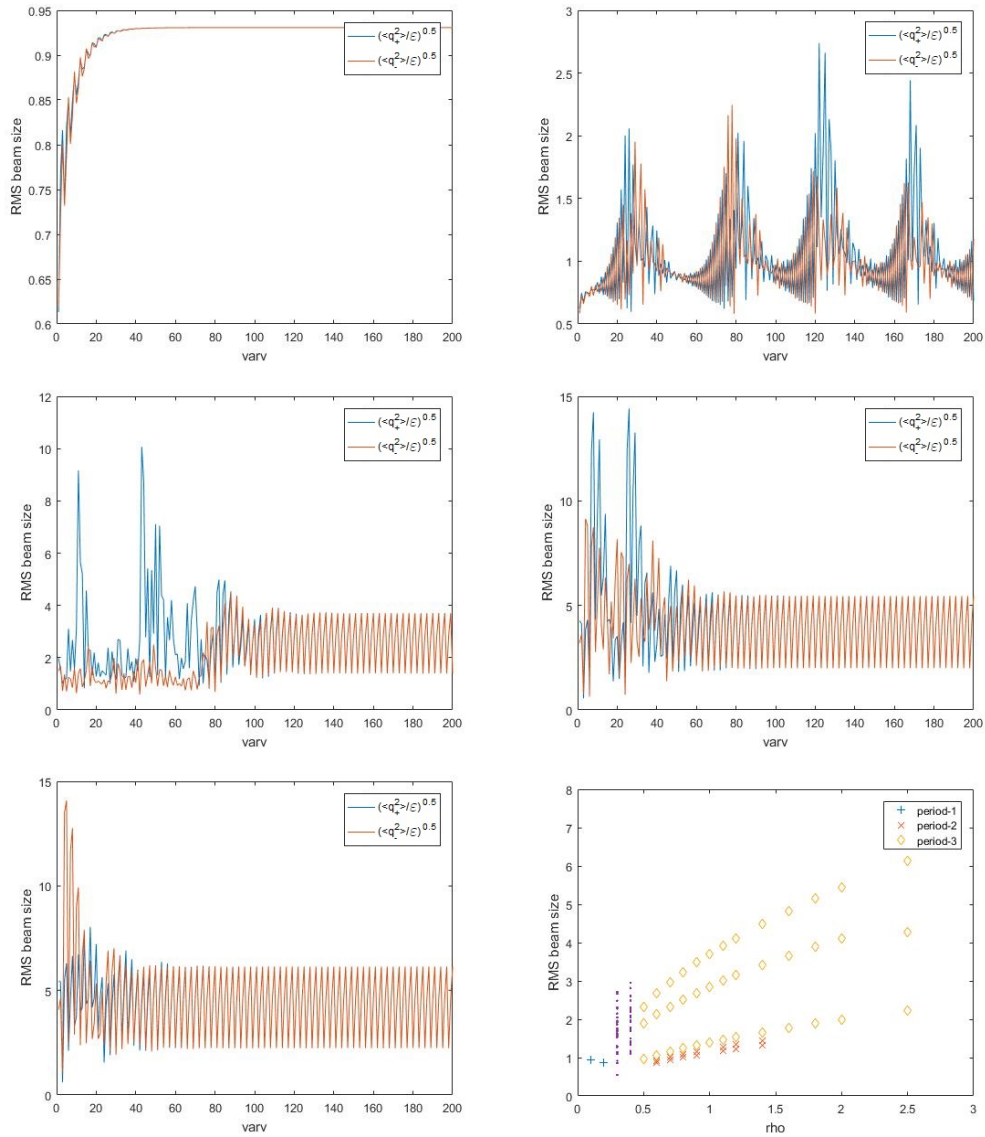 RMS beam size
0.95
0.9
0.85
0.8
0.75
0.7
0.65
0.6
0 20 40 60 80 100 120 140 160 180 200
varv
(<q₊²>/ε)^0.5
(<q₋²>/ε)^0.5
RMS beam size
3
2.5
2
1.5
1
0.5
0 20 40 60 80 100 120 140 160 180 200
varv
(<q₊²>/ε)^0.5
(<q₋²>/ε)^0.5
RMS beam size
12
10
8
6
4
2
0
0 20 40 60 80 100 120 140 160 180 200
varv
(<q₊²>/ε)^0.5
(<q₋²>/ε)^0.5
RMS beam size
15
10
5
0
0 20 40 60 80 100 120 140 160 180 200
varv
(<q₊²>/ε)^0.5
(<q₋²>/ε)^0.5
RMS beam size
15
10
5
0
0 20 40 60 80 100 120 140 160 180 200
varv
(<q₊²>/ε)^0.5
(<q₋²>/ε)^0.5
RMS beam size
8
7
6
5
4
3
2
1
0
0 0.5 1 1.5 2 2.5 3
rho
period-1
period-2
period-3